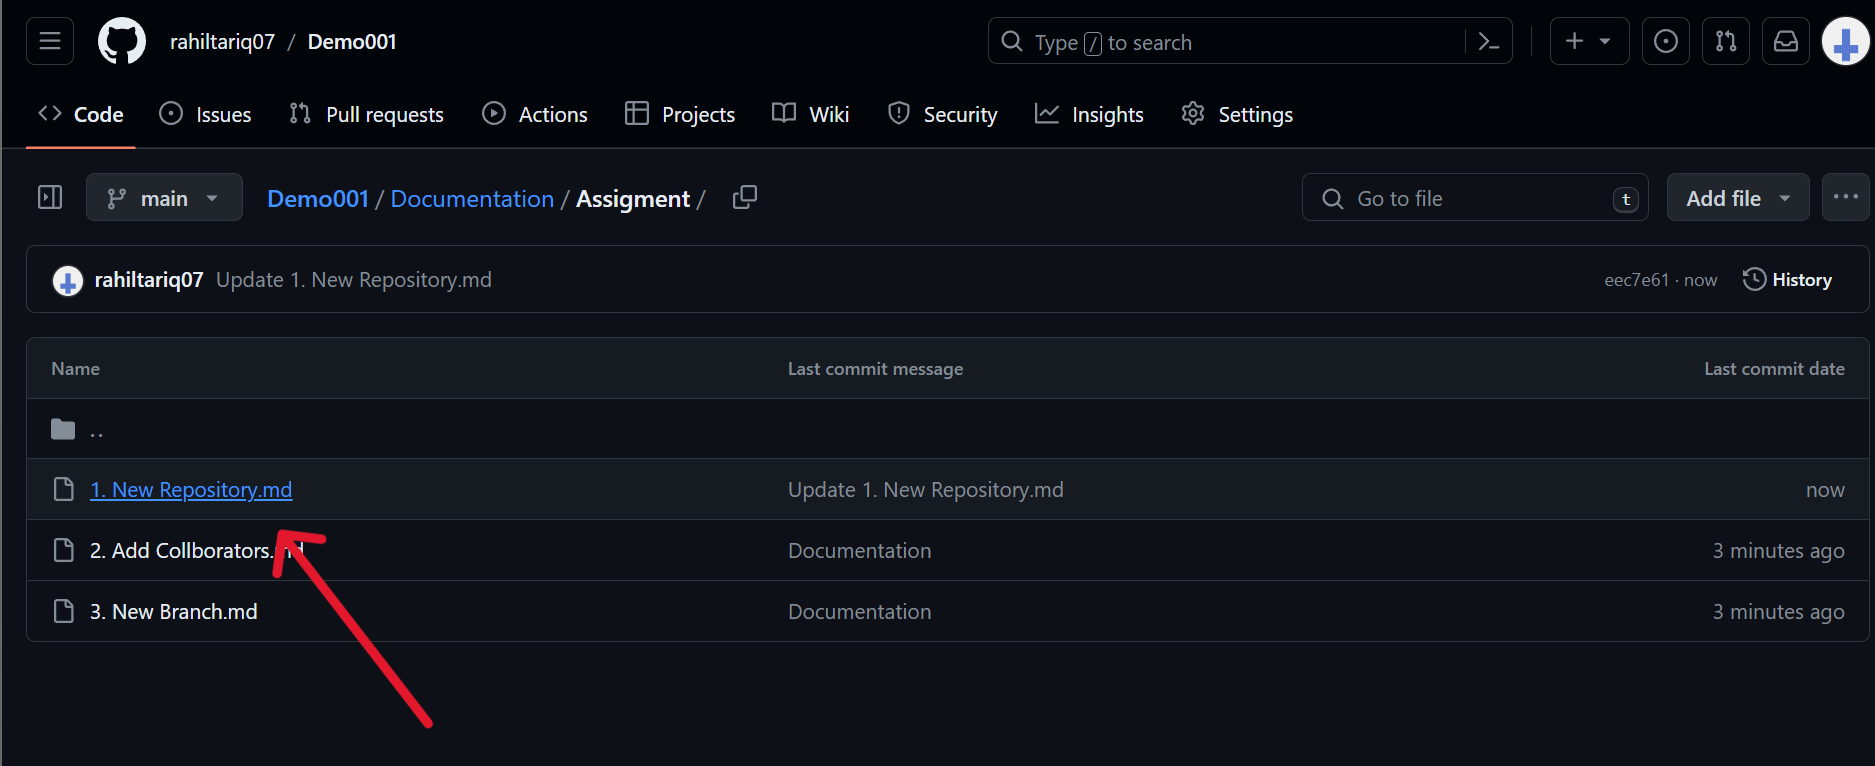 rahiltariq07 / Demo001
Type / to search
Code Issues Pull requests Actions Projects Wiki Security Insights Settings
main Demo001 / Documentation / Assigment / Go to file t Add file
rahiltariq07 Update 1. New Repository.md eec7e61 · now History
Name Last commit message Last commit date
..
1. New Repository.md Update 1. New Repository.md now
2. Add Collborators.md Documentation 3 minutes ago
3. New Branch.md Documentation 3 minutes ago